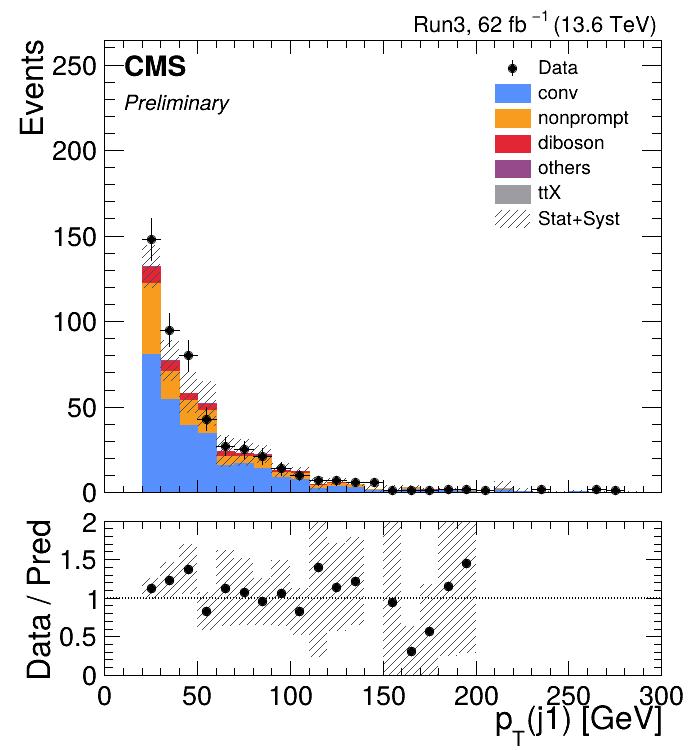 Run3, 62 fb⁻¹ (13.6 TeV)
CMS
Preliminary
Events
250
200
150
100
50
0
Data
conv
nonprompt
diboson
others
ttX
Stat+Syst
Data / Pred
2
1.5
1
0.5
0
0 50 100 150 200 250 300
p_T(j1) [GeV]